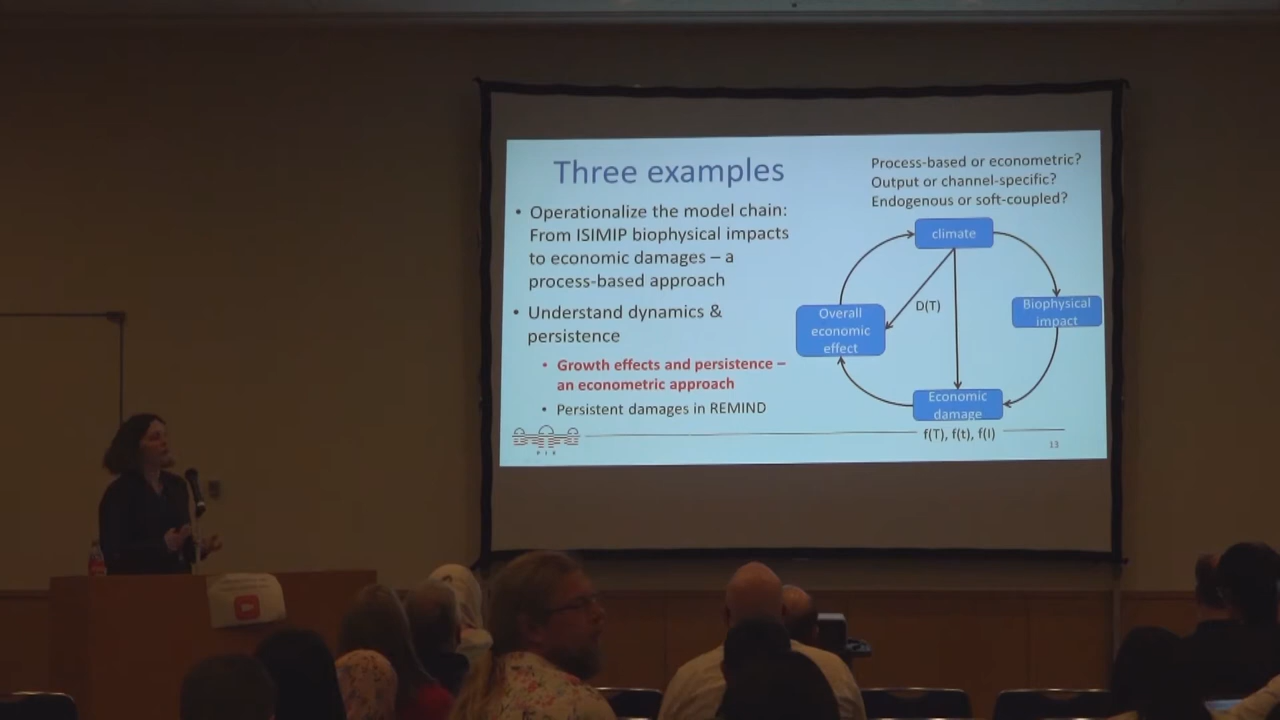 Three examples
• Operationalize the model chain:
From ISIMIP biophysical impacts
to economic damages – a
process-based approach
• Understand dynamics &
persistence
• Growth effects and persistence –
an econometric approach
• Persistent damages in REMIND
Process-based or econometric?
Output or channel-specific?
Endogenous or soft-coupled?
climate
Biophysical
impact
D(T)
Overall
economic
effect
Economic
damage
f(T), f(t), f(I)
P I K
13